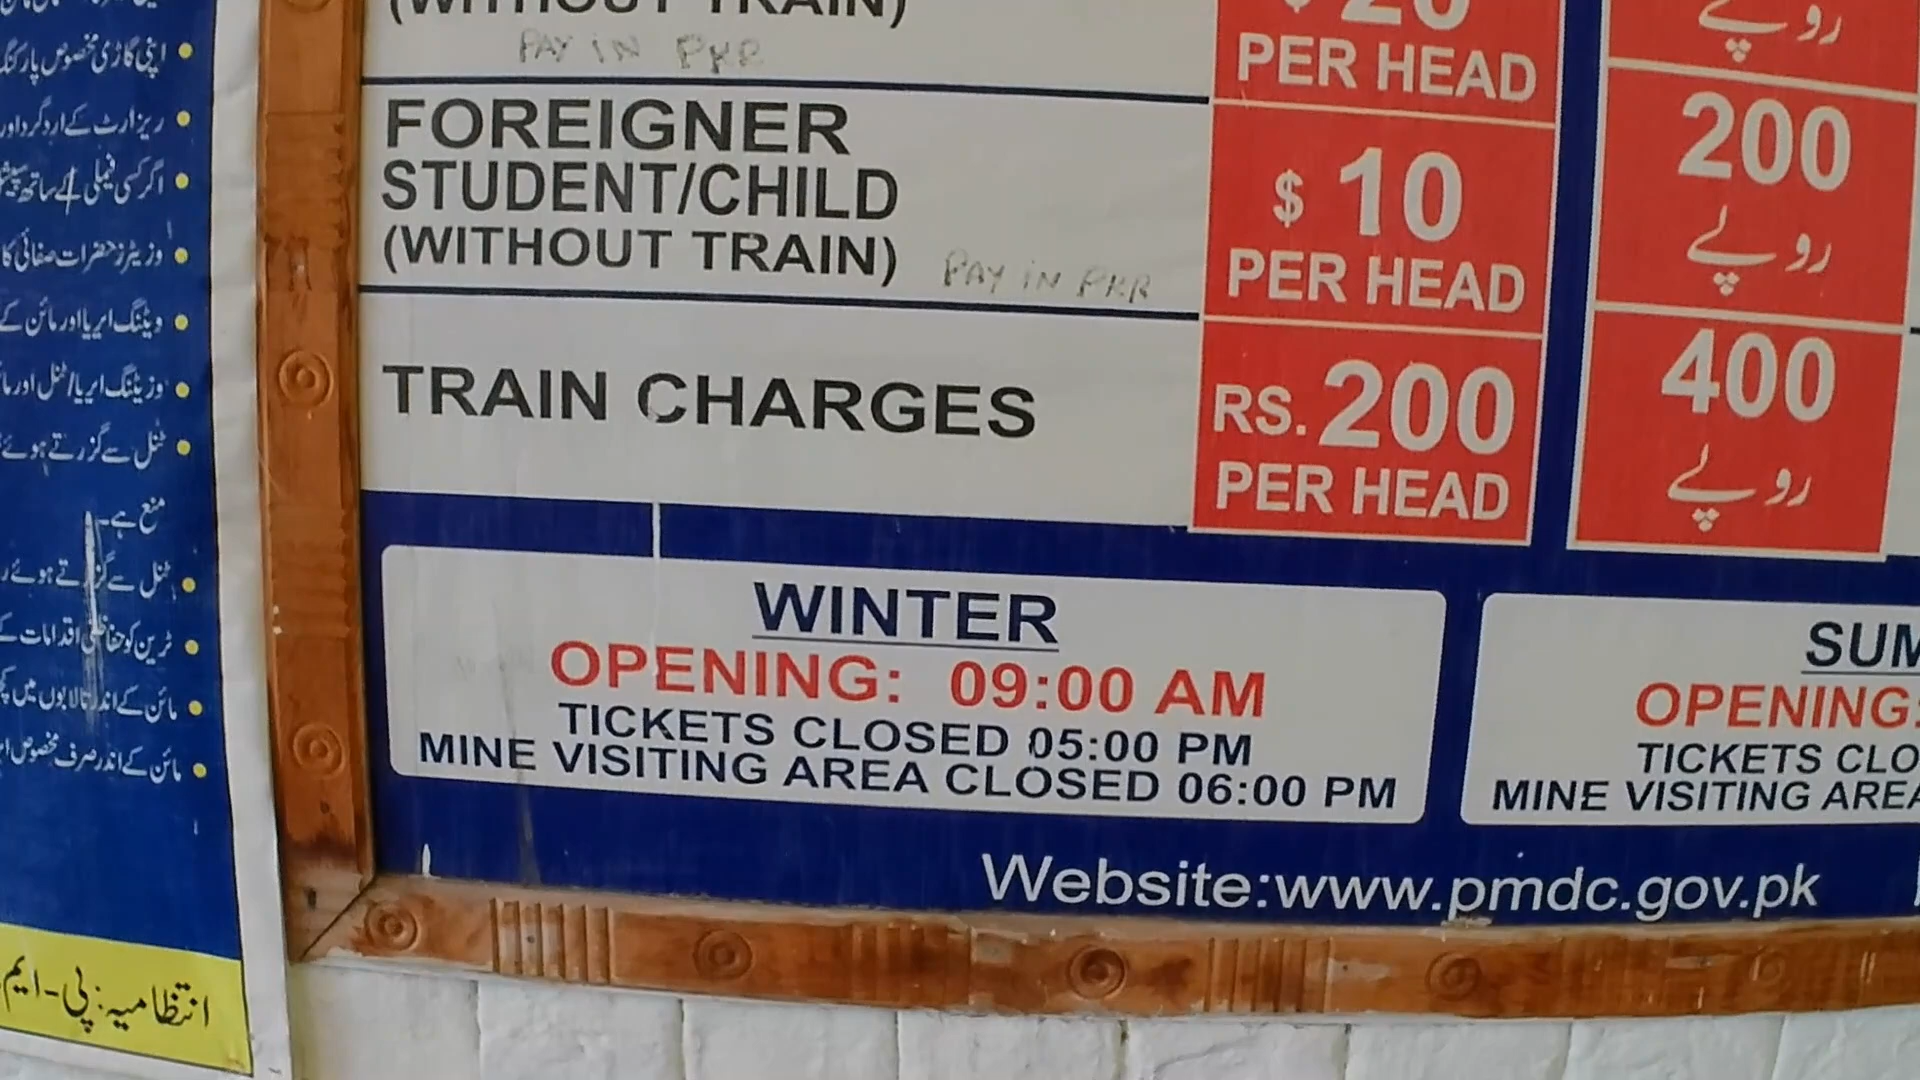 اپنی گاڑی مخصوص پارکنگ
ریزارٹ کے اردگرد اور
اگر کسی فیملی کے ساتھ
وزیٹرز حضرات صفائی کا
ویٹنگ ایریا اور مائن کے
وزیٹنگ ایریا/ٹنل اور
ٹنل سے گزرتے ہوئے
منع ہے۔
ٹنل سے گزرتے ہوئے
ٹرین کو حفاظتی اقدامات کے
مائن کے اندر تالابوں میں
مائن کے اندر صرف مخصوص
انتظامیہ: پی-ایم
(WITHOUT TRAIN)
PAY IN PKR
$ 20
PER HEAD
روپے
FOREIGNER
STUDENT/CHILD
(WITHOUT TRAIN)
PAY IN PKR
$ 10
PER HEAD
200
روپے
TRAIN CHARGES
RS. 200
PER HEAD
400
روپے
WINTER
OPENING: 09:00 AM
TICKETS CLOSED 05:00 PM
MINE VISITING AREA CLOSED 06:00 PM
SUM
OPENING:
TICKETS CLO
MINE VISITING AREA
Website:www.pmdc.gov.pk